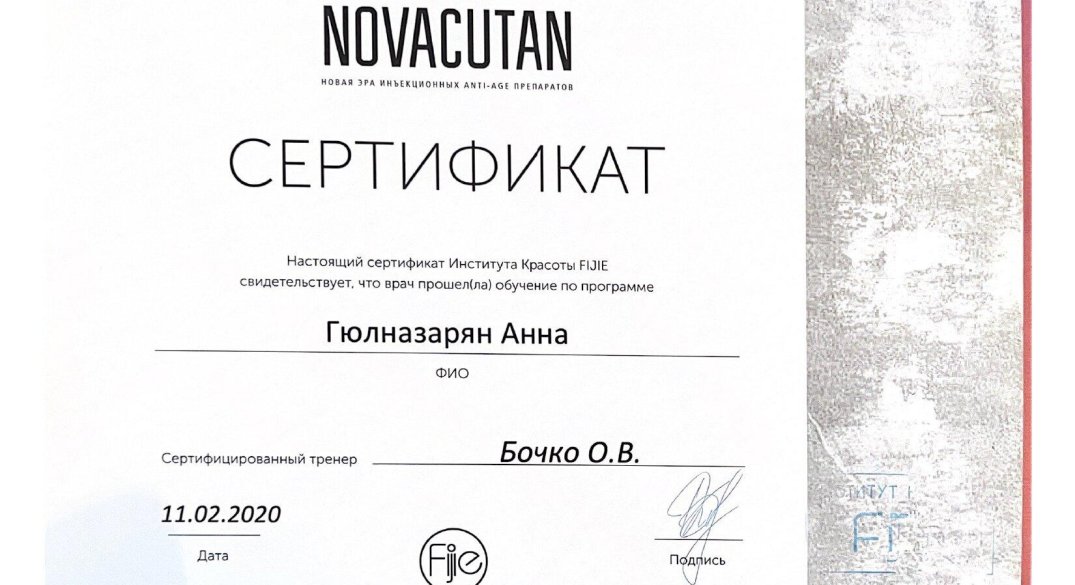 NOVACUTAN
НОВАЯ ЭРА ИНЪЕКЦИОННЫХ ANTI-AGE ПРЕПАРАТОВ
СЕРТИФИКАТ
Настоящий сертификат Института Красоты FIJIE
свидетельствует, что врач прошел(ла) обучение по программе
Гюлназарян Анна
ФИО
Сертифицированный тренер Бочко О.В.
11.02.2020
Дата
Подпись
Fijie